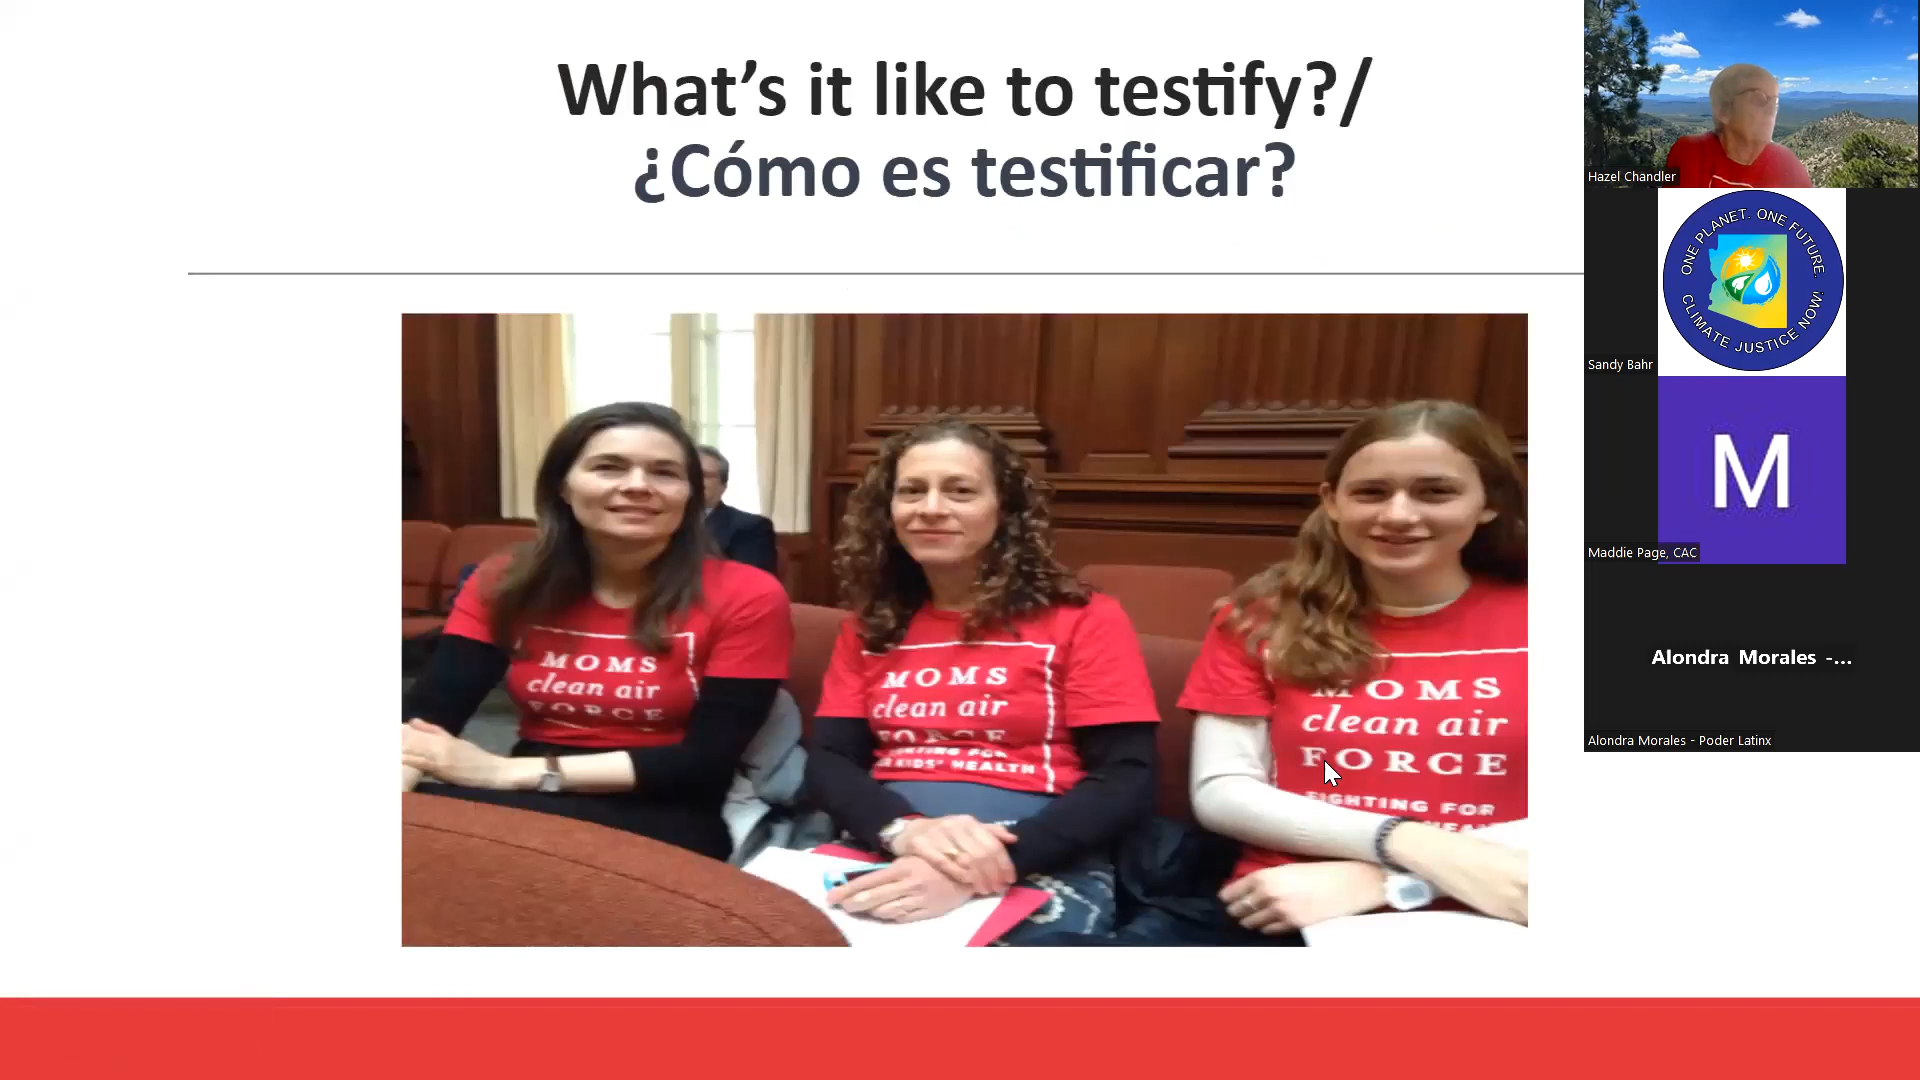 What's it like to testify?/
¿Cómo es testificar?
MOMS
clean air
FORCE
MOMS
clean air
FORCE
KIDS' HEALTH
MOMS
clean air
FORCE
FIGHTING FOR
Hazel Chandler
ONE PLANET. ONE FUTURE.
CLIMATE JUSTICE NOW!
Sandy Bahr
M
Maddie Page, CAC
Alondra Morales -...
Alondra Morales - Poder Latinx